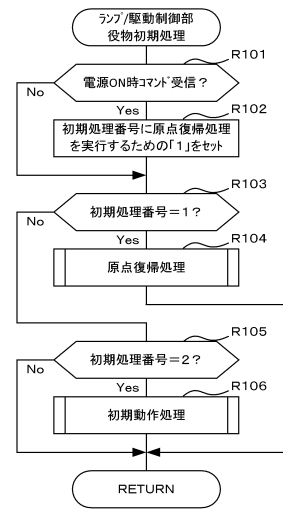 ランプ/駆動制御部
役物初期処理
R101
電源ON時コマンド受信？
No
Yes
R102
初期処理番号に原点復帰処理
を実行するための「1」をセット
R103
初期処理番号＝1？
No
Yes
R104
原点復帰処理
R105
初期処理番号＝2？
No
Yes
R106
初期動作処理
RETURN